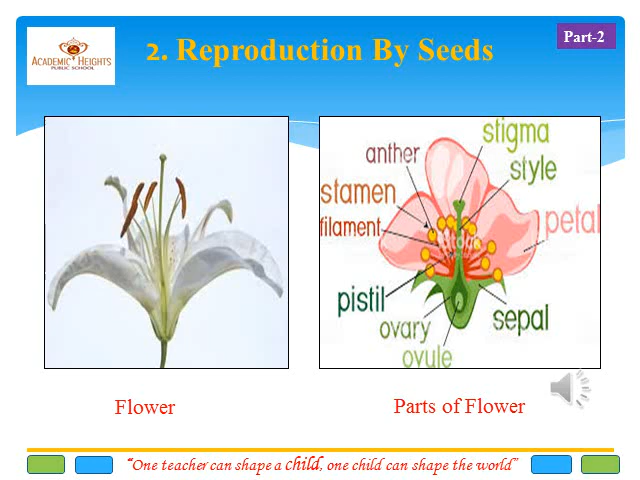 ACADEMIC HEIGHTS
PUBLIC SCHOOL
2. Reproduction By Seeds
Part-2
stigma
anther
style
stamen
petal
filament
pistil
sepal
ovary
ovule
Flower
Parts of Flower
“One teacher can shape a child, one child can shape the world”